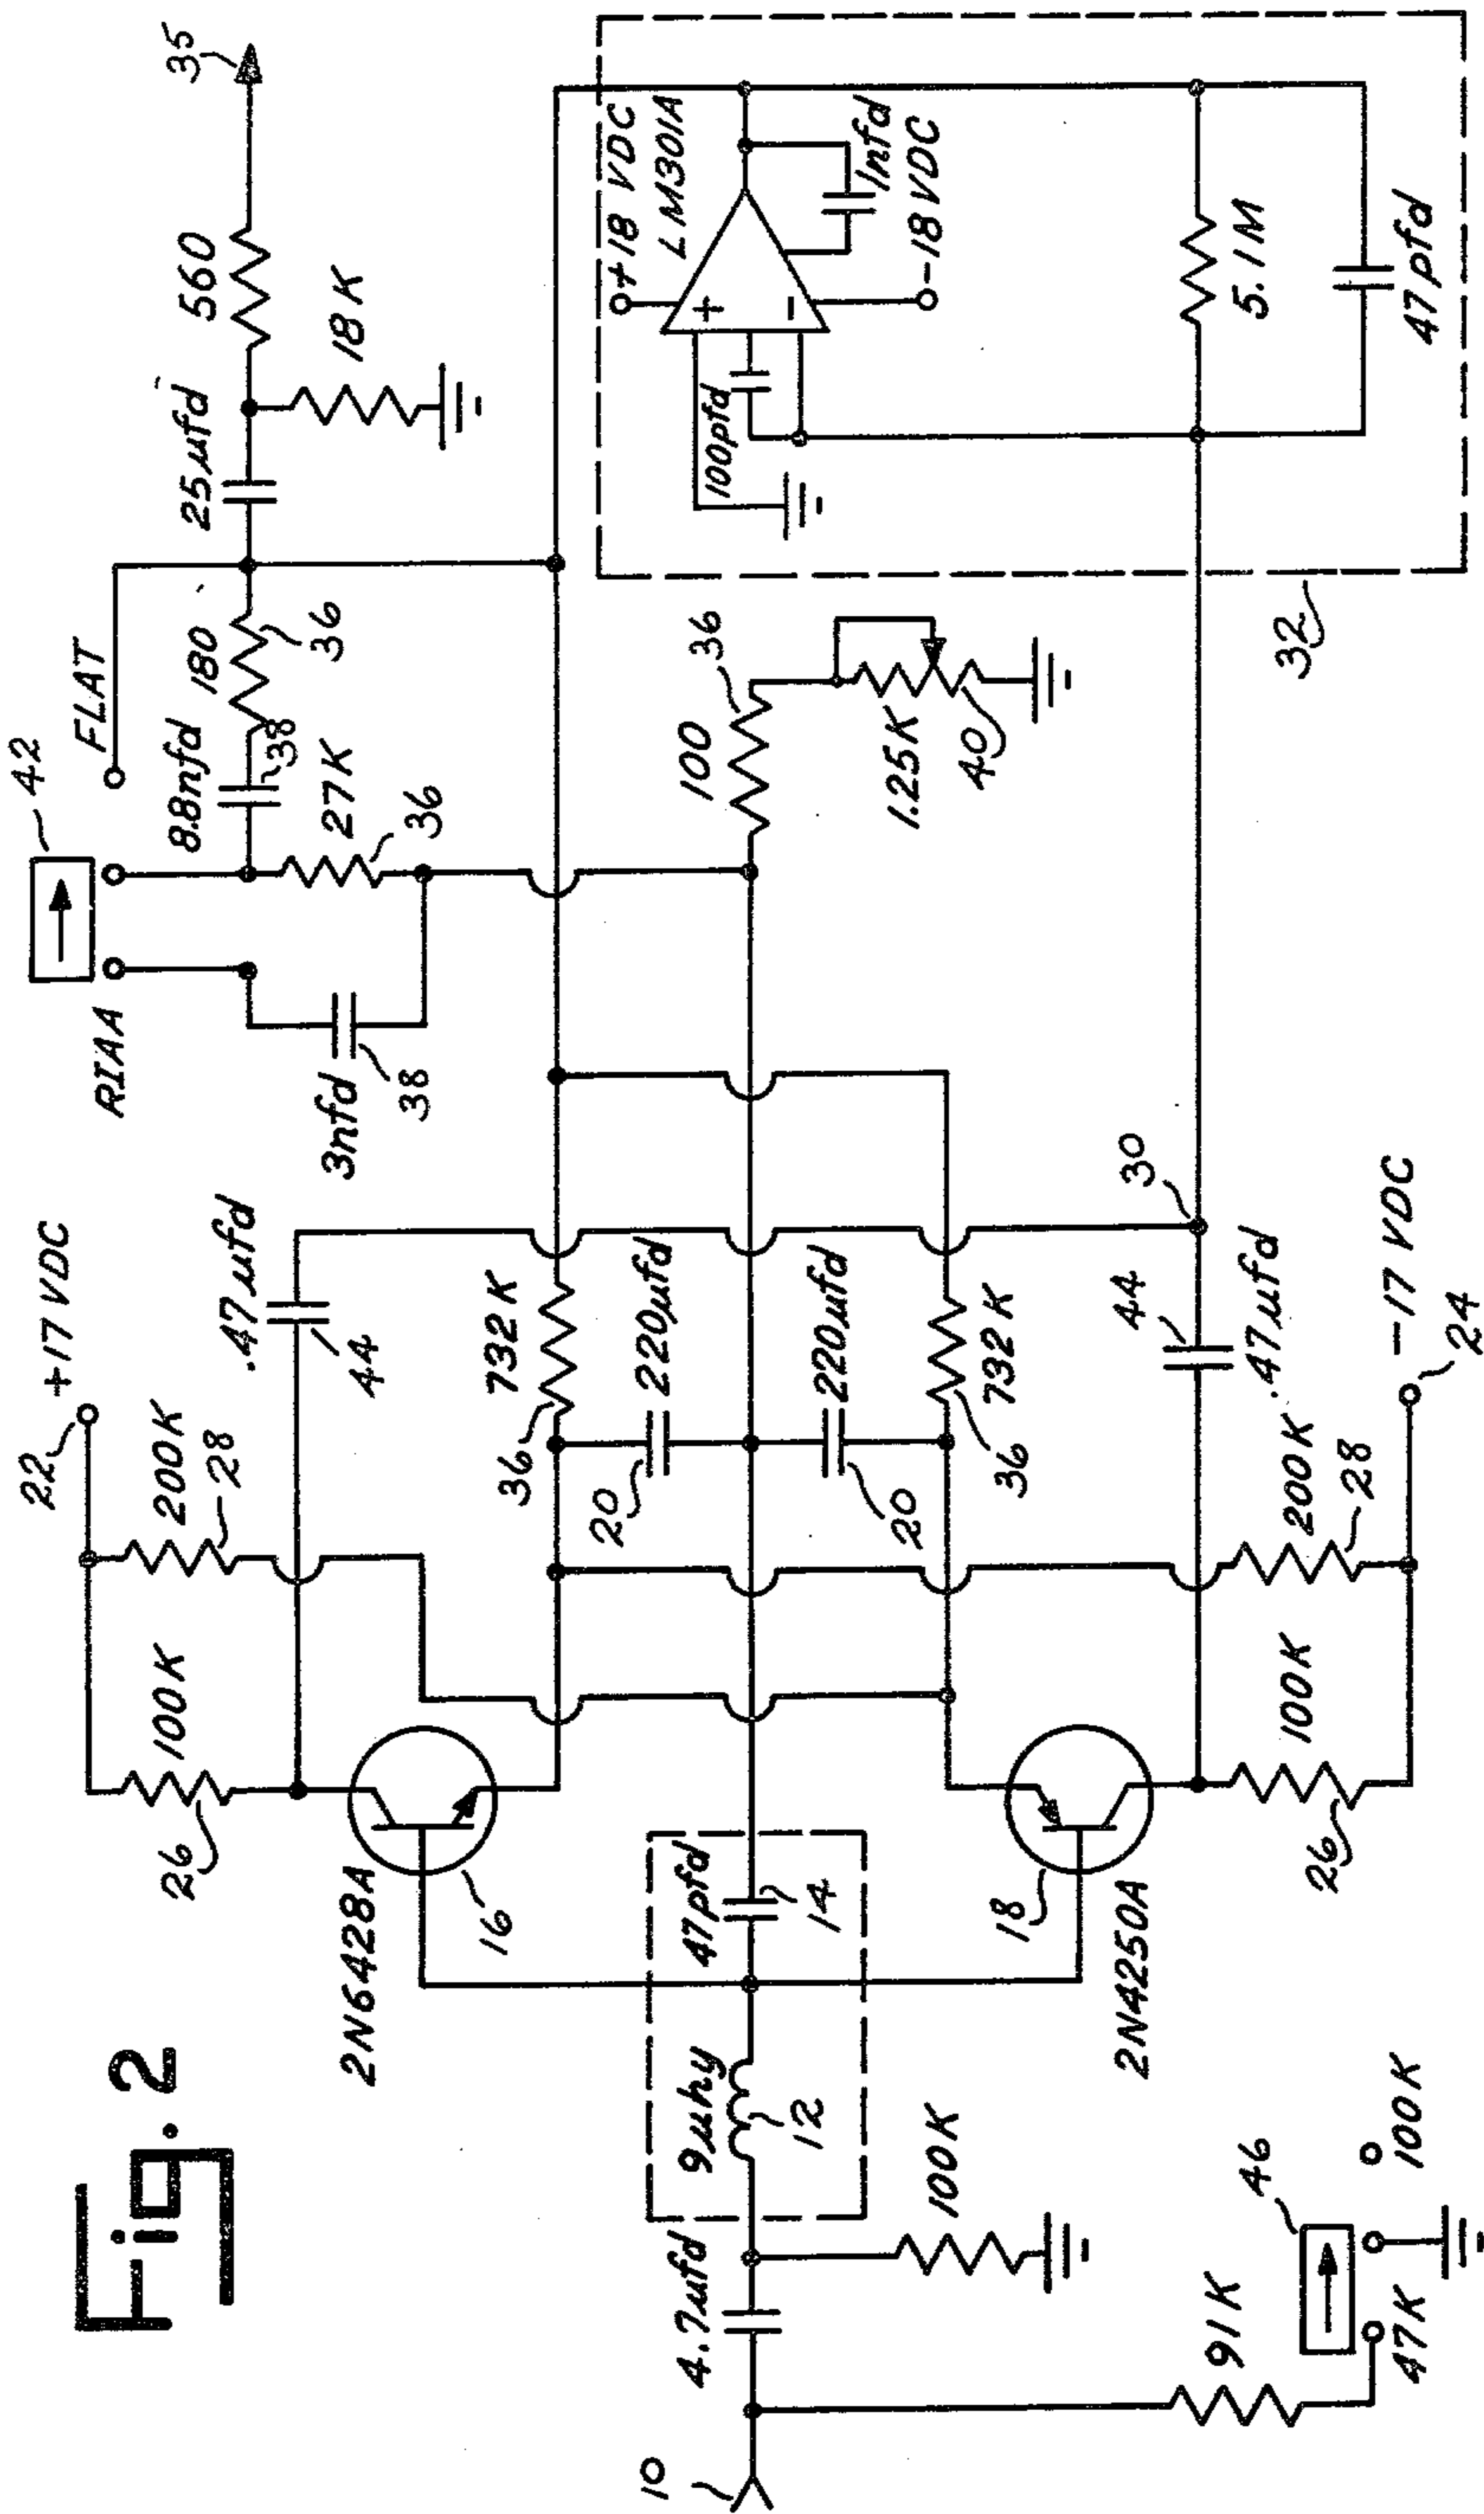 Fig. 2
10
4.7µfd
91K
46
47K
100K
100K
9µhy
12
47pfd
14
2N6428A
16
2N4250A
18
26
100K
22
+17 VDC
200K
28
.47µfd
44
732K
36
20
220µfd
20
220µfd
36
732K
26
100K
200K
28
44
.47µfd
30
-17 VDC
24
RIAA
42
FLAT
3nfd
38
8.8nfd
38
180
36
27K
36
25µfd
560
18K
35
100
36
1.25K
40
32
+18 VDC
LM301A
+
−
100pfd
1nfd
-18VDC
5.1M
47pfd